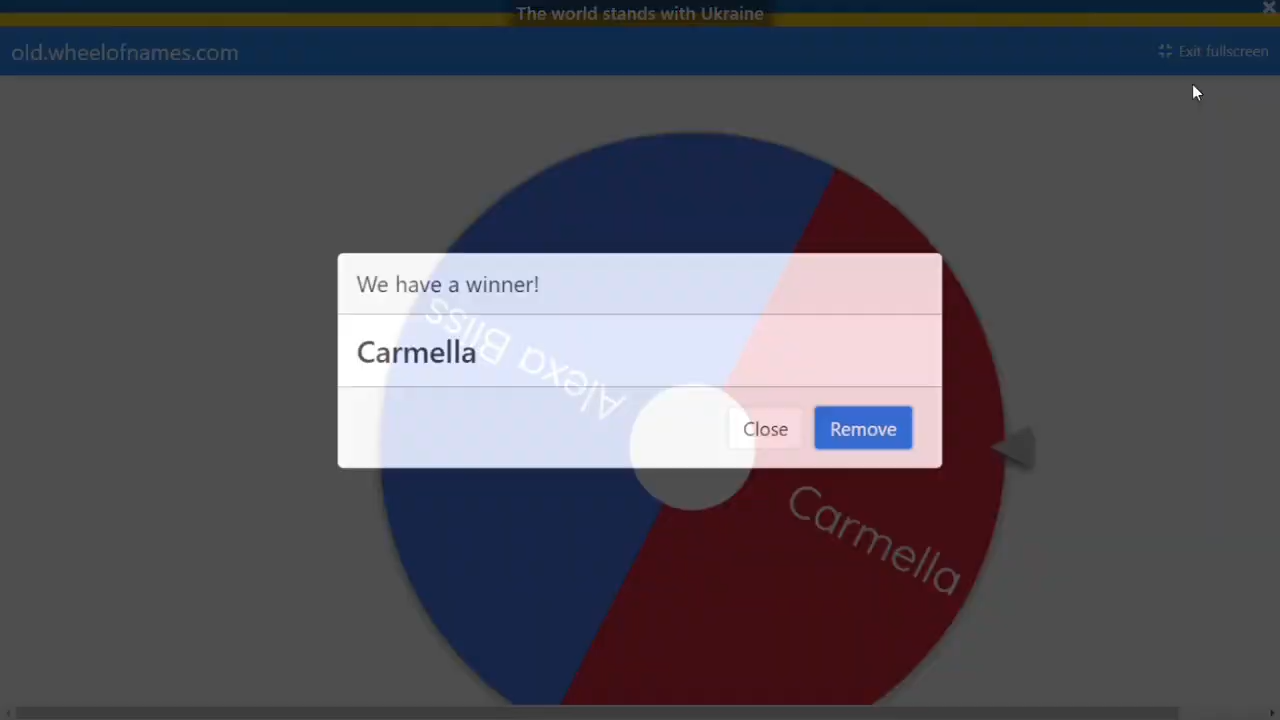 The world stands with Ukraine
old.wheelofnames.com
Exit fullscreen
We have a winner!
Alexa Bliss
Carmella
Close
Remove
Carmella